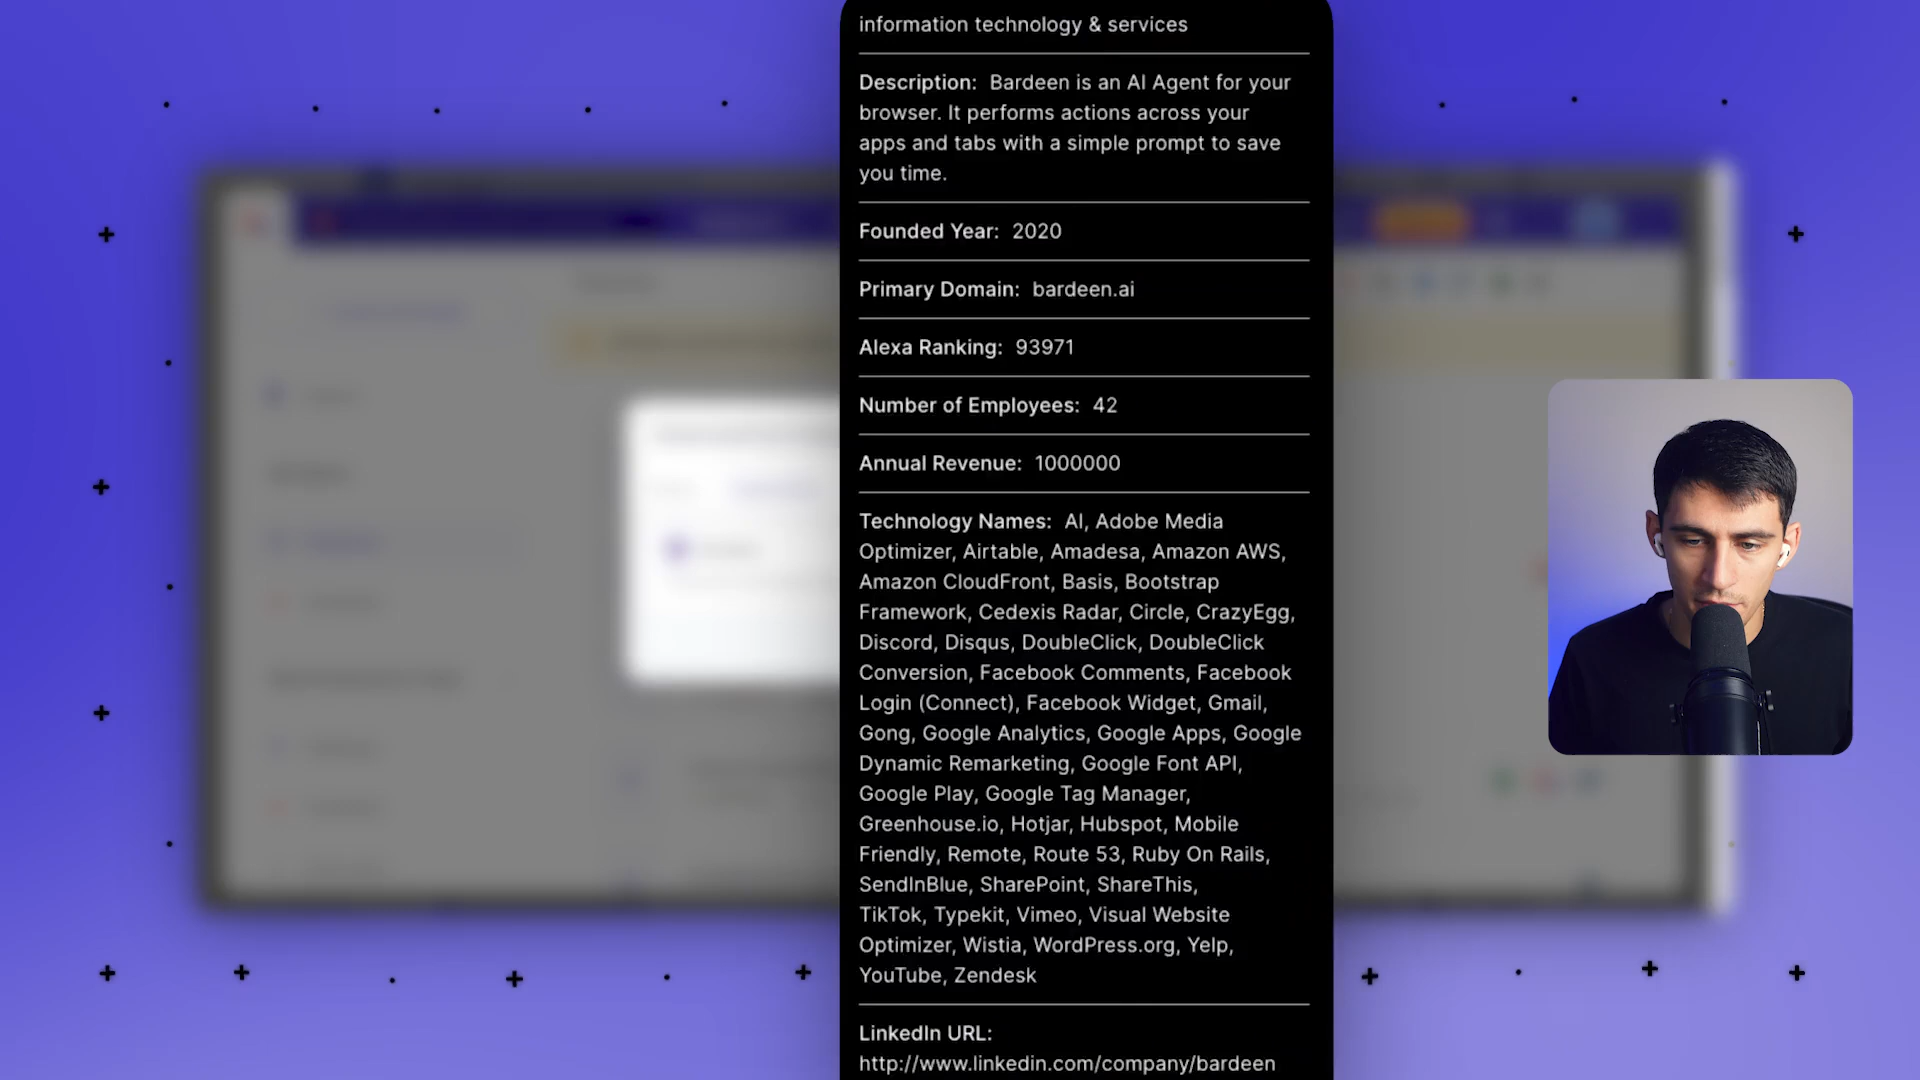 information technology & services
Description: Bardeen is an AI Agent for your
browser. It performs actions across your
apps and tabs with a simple prompt to save
you time.
Founded Year: 2020
Primary Domain: bardeen.ai
Alexa Ranking: 93971
Number of Employees: 42
Annual Revenue: 1000000
Technology Names: AI, Adobe Media
Optimizer, Airtable, Amadesa, Amazon AWS,
Amazon CloudFront, Basis, Bootstrap
Framework, Cedexis Radar, Circle, CrazyEgg,
Discord, Disqus, DoubleClick, DoubleClick
Conversion, Facebook Comments, Facebook
Login (Connect), Facebook Widget, Gmail,
Gong, Google Analytics, Google Apps, Google
Dynamic Remarketing, Google Font API,
Google Play, Google Tag Manager,
Greenhouse.io, Hotjar, Hubspot, Mobile
Friendly, Remote, Route 53, Ruby On Rails,
SendInBlue, SharePoint, ShareThis,
TikTok, Typekit, Vimeo, Visual Website
Optimizer, Wistia, WordPress.org, Yelp,
YouTube, Zendesk
LinkedIn URL:
http://www.linkedin.com/company/bardeen